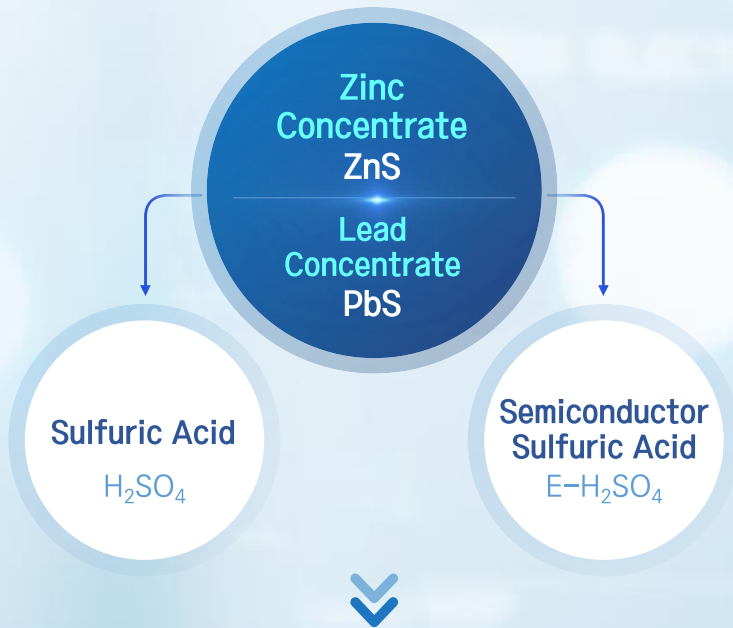 Zinc
Concentrate
ZnS
Lead
Concentrate
PbS
Sulfuric Acid
H₂SO₄
Semiconductor
Sulfuric Acid
E-H₂SO₄